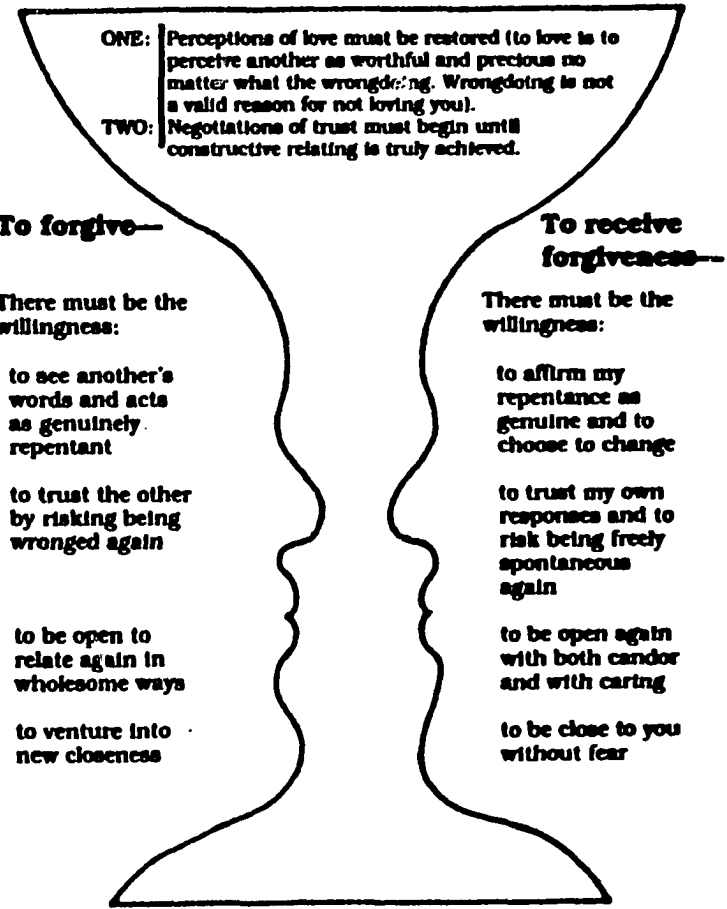 ONE: Perceptions of love must be restored (to love is to
perceive another as worthful and precious no
matter what the wrongdoing. Wrongdoing is not
a valid reason for not loving you).
TWO: Negotiations of trust must begin until
constructive relating is truly achieved.
To forgive—
There must be the
willingness:
to see another's
words and acts
as genuinely
repentant
to trust the other
by risking being
wronged again
to be open to
relate again in
wholesome ways
to venture into
new closeness
To receive
forgiveness—
There must be the
willingness:
to affirm my
repentance as
genuine and to
choose to change
to trust my own
responses and to
risk being freely
spontaneous
again
to be open again
with both candor
and with caring
to be close to you
without fear